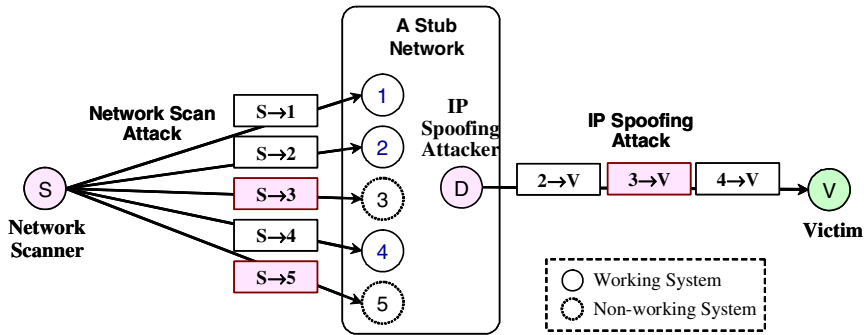 A Stub
Network
Network Scan
Attack
S
Network
Scanner
S→1
S→2
S→3
S→4
S→5
1
2
3
4
5
IP
Spoofing
Attacker
D
IP Spoofing
Attack
2→V
3→V
4→V
V
Victim
Working System
Non-working System